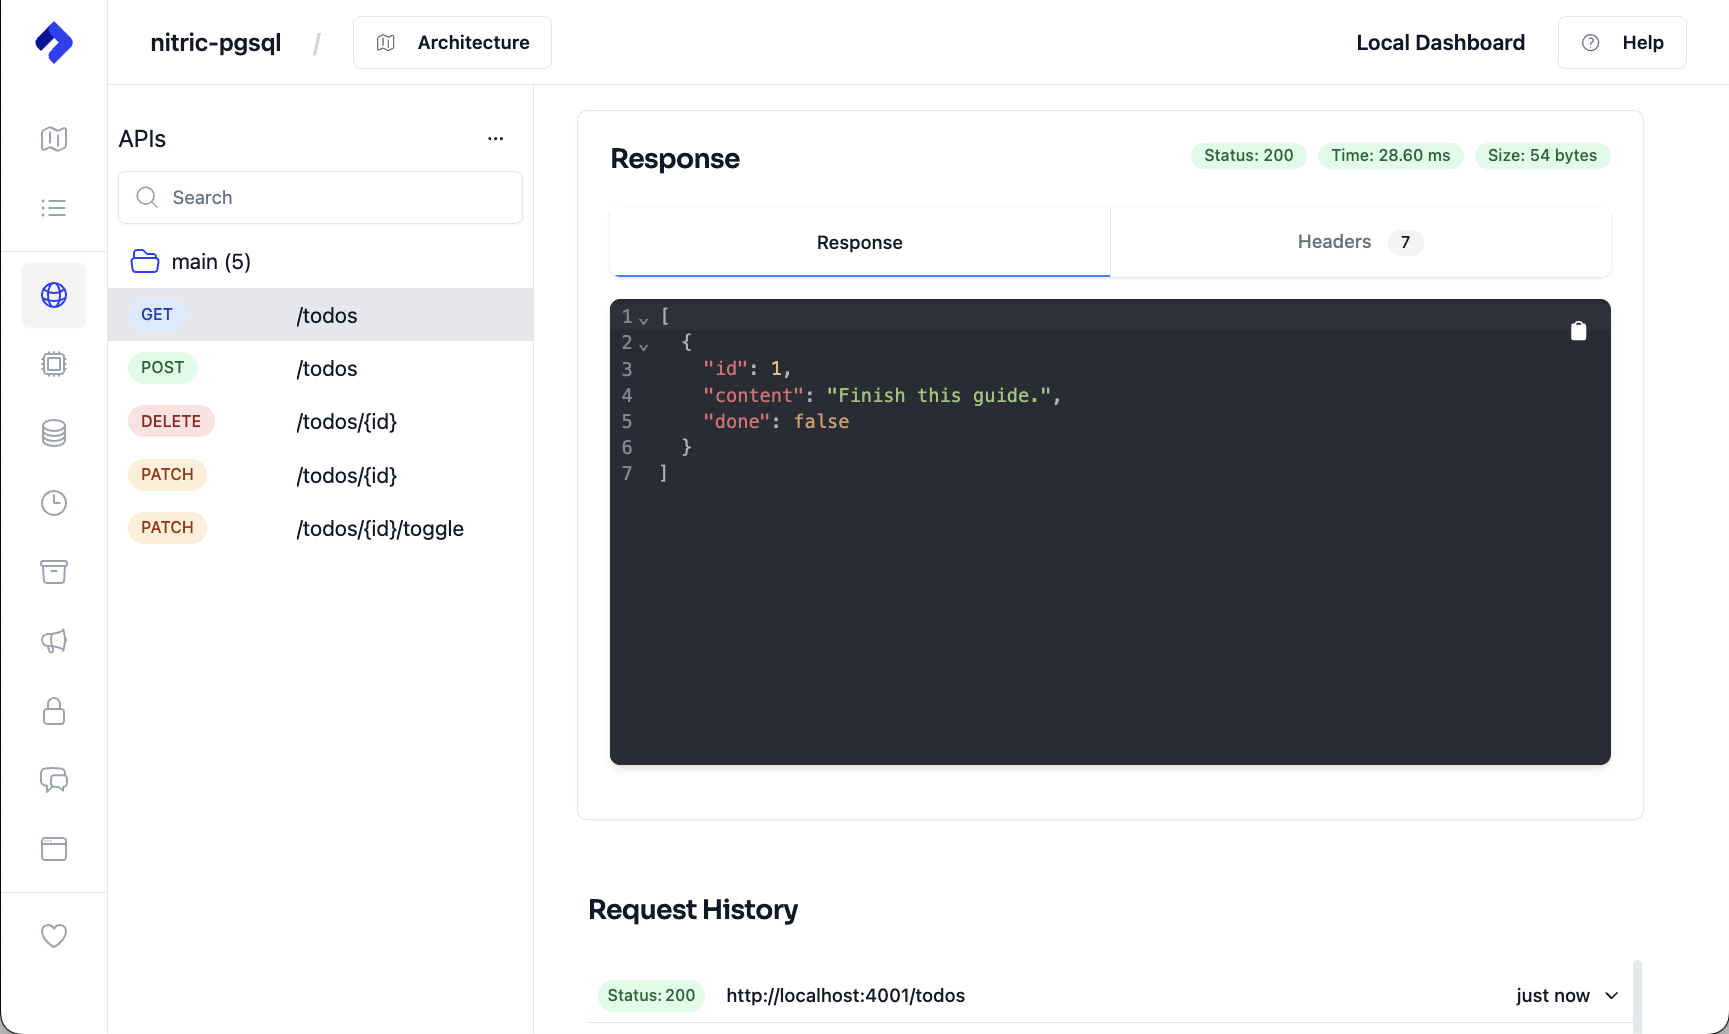 nitric-pgsql / Architecture Local Dashboard Help
APIs ...
Search
main (5)
GET /todos
POST /todos
DELETE /todos/{id}
PATCH /todos/{id}
PATCH /todos/{id}/toggle
Response Status: 200 Time: 28.60 ms Size: 54 bytes
Response Headers 7
1 [
2 {
3 "id": 1,
4 "content": "Finish this guide.",
5 "done": false
6 }
7 ]
Request History
Status: 200 http://localhost:4001/todos just now